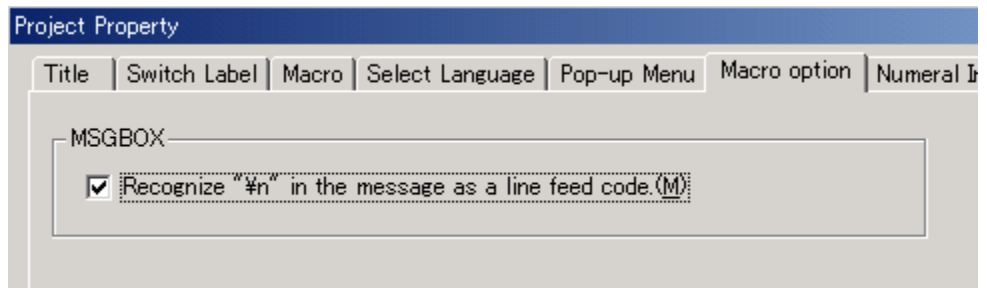 Project Property
Title Switch Label Macro Select Language Pop-up Menu Macro option Numeral
MSGBOX
Recognize "¥n" in the message as a line feed code.(M)